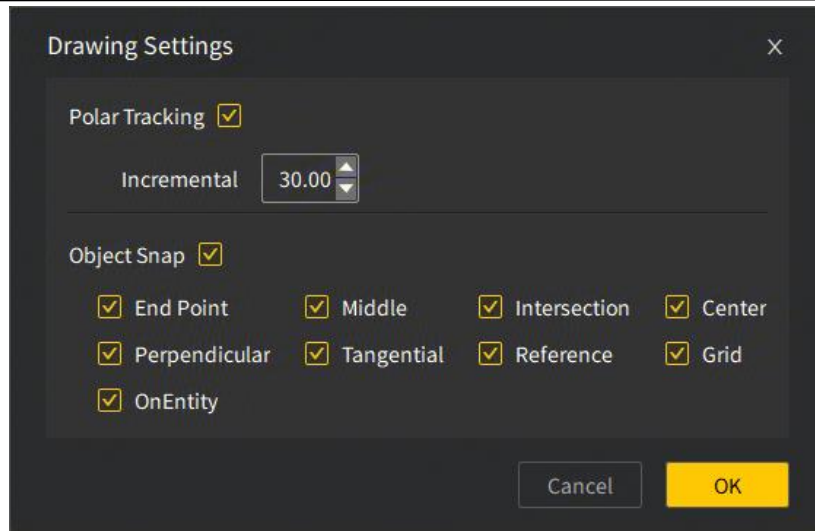 Drawing Settings X
Polar Tracking
Incremental 30.00
Object Snap
End Point Middle Intersection Center
Perpendicular Tangential Reference Grid
OnEntity
Cancel OK